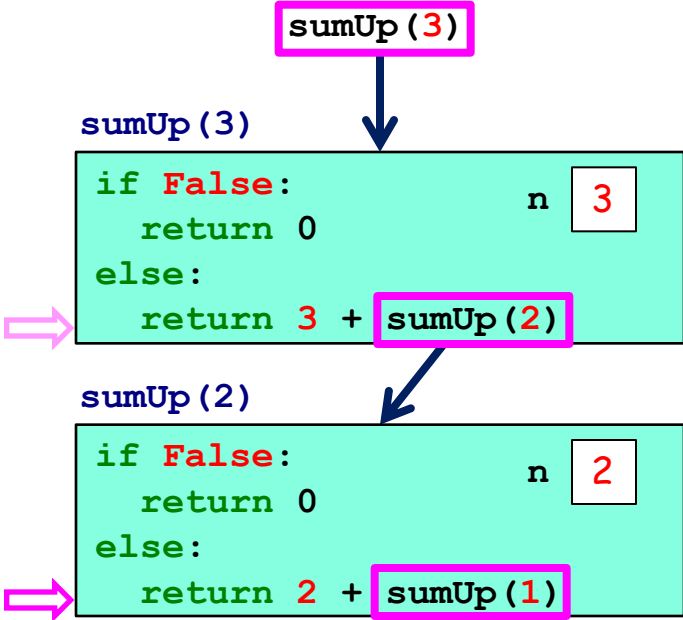 sumUp(3)
sumUp(3)
if False:
n 3
return 0
else:
return 3 + sumUp(2)
sumUp(2)
if False:
n 2
return 0
else:
return 2 + sumUp(1)